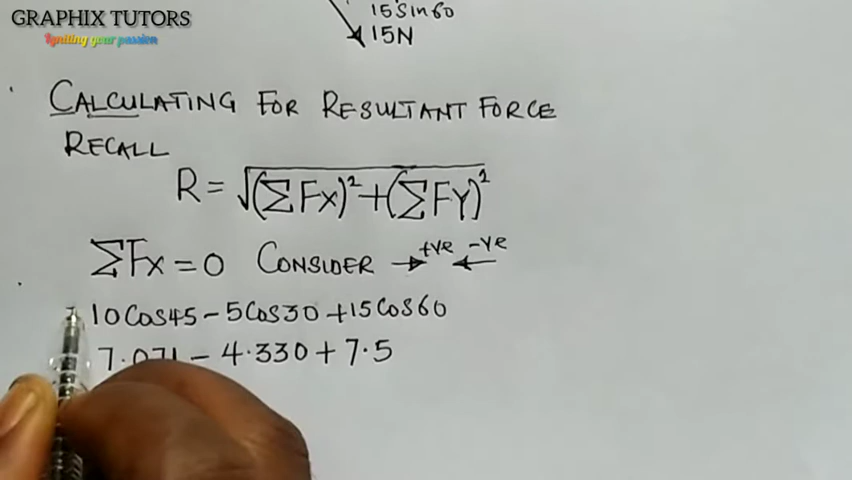 GRAPHIX TUTORS
Igniting your passion
15Sin60
15N
CALCULATING FOR RESULTANT FORCE
RECALL
R = √(ΣFx)² + (ΣFY)²
ΣFx = 0 CONSIDER +ve → -ve ←
10Cos45 - 5Cos30 + 15Cos60
7.071 - 4.330 + 7.5